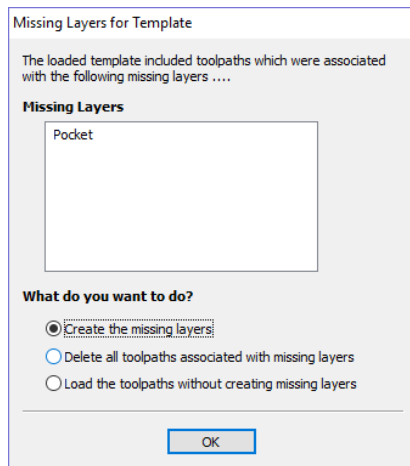 Missing Layers for Template
The loaded template included toolpaths which were associated
with the following missing layers ....
Missing Layers
Pocket
What do you want to do?
Create the missing layers
Delete all toolpaths associated with missing layers
Load the toolpaths without creating missing layers
OK